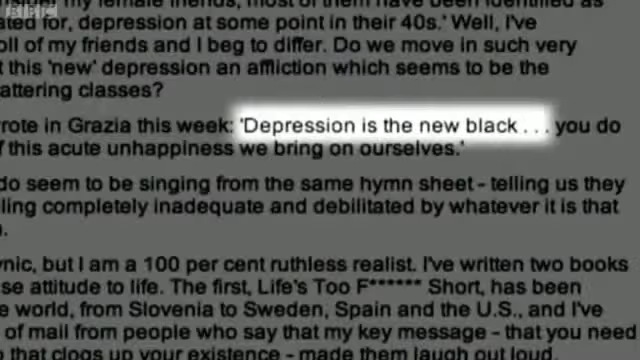 BBC
my female friends, most of them have been identified as
or, depression at some point in their 40s.' Well, I've
oll of my friends and I beg to differ. Do we move in such very
t this 'new' depression an affliction which seems to be the
attering classes?
rote in Grazia this week: 'Depression is the new black . . . you do
f this acute unhappiness we bring on ourselves.'
do seem to be singing from the same hymn sheet - telling us they
ling completely inadequate and debilitated by whatever it is that
.
nic, but I am a 100 per cent ruthless realist. I've written two books
se attitude to life. The first, Life's Too F****** Short, has been
e world, from Slovenia to Sweden, Spain and the U.S., and I've
of mail from people who say that my key message - that you need
that clogs up your existence - made them laugh out loud